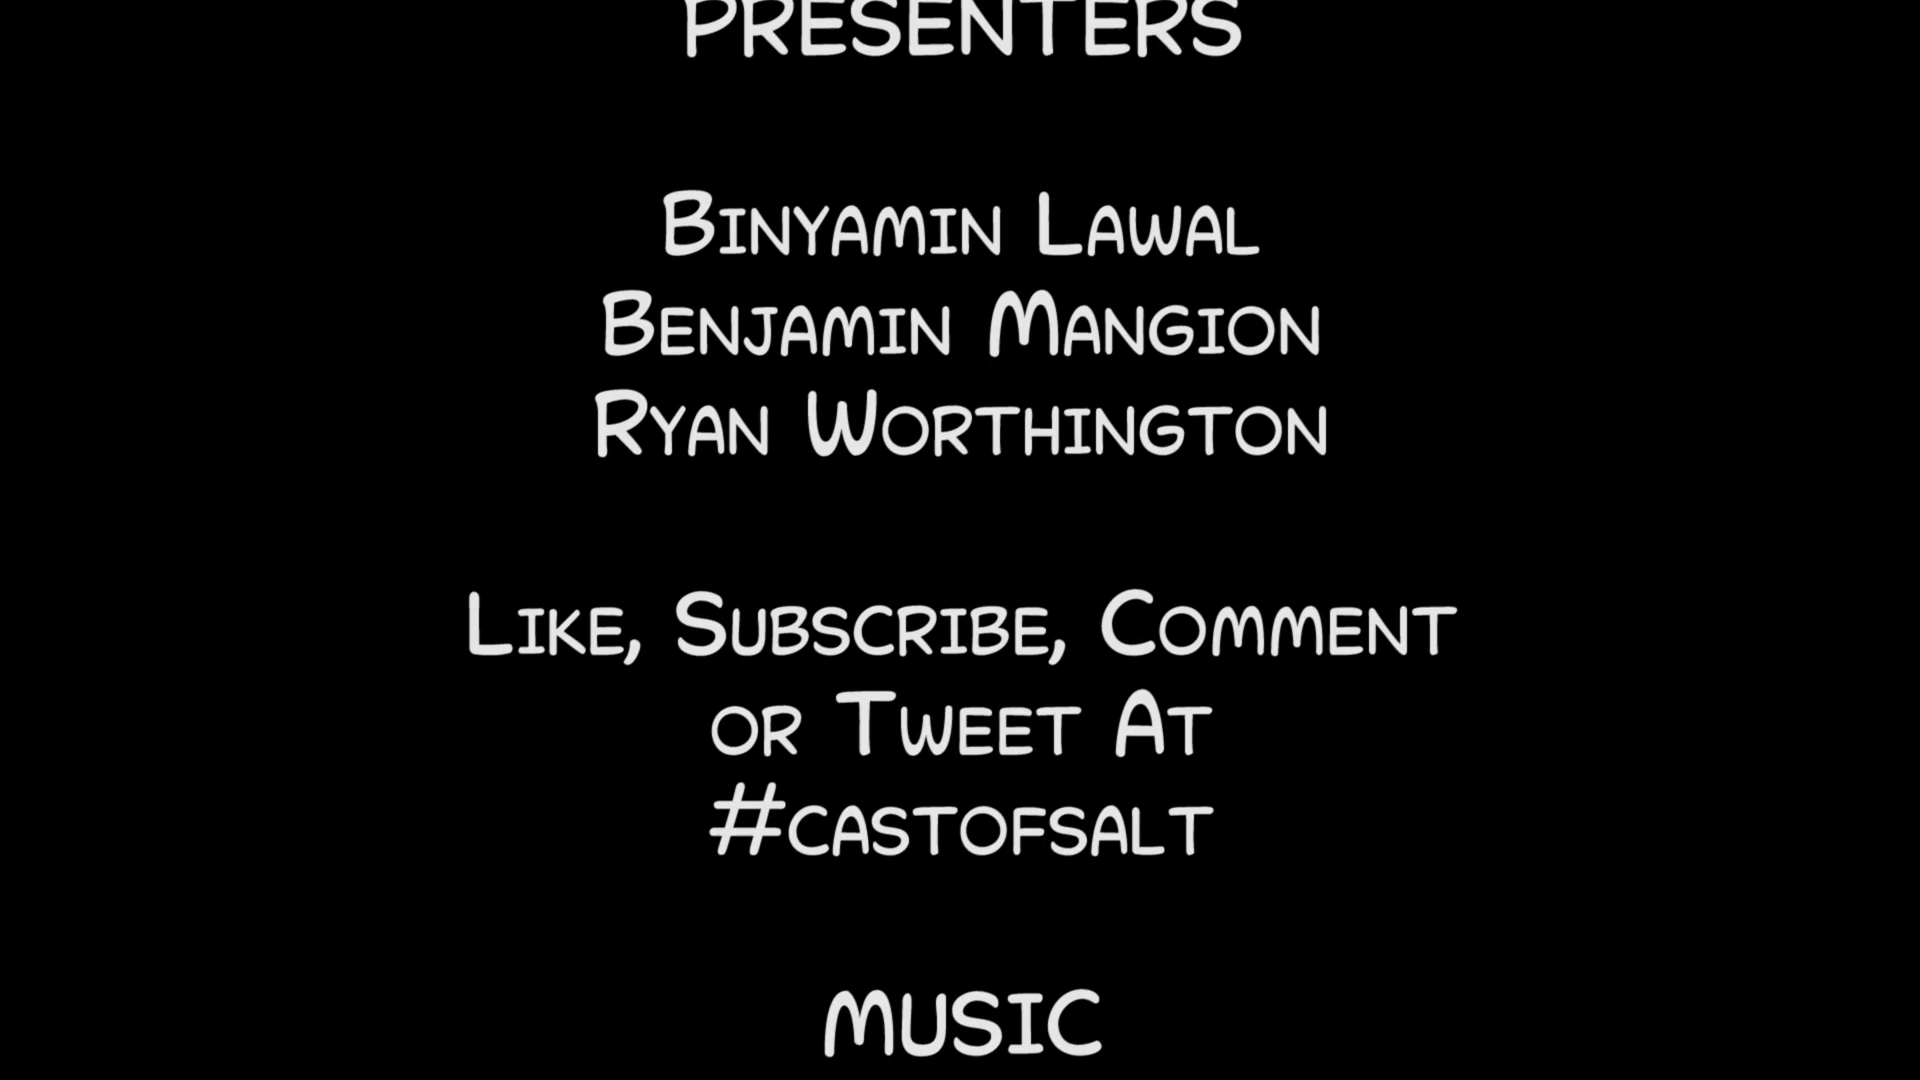 PRESENTERS
Binyamin Lawal
Benjamin Mangion
Ryan Worthington
Like, Subscribe, Comment
or Tweet At
#castofsalt
MUSIC